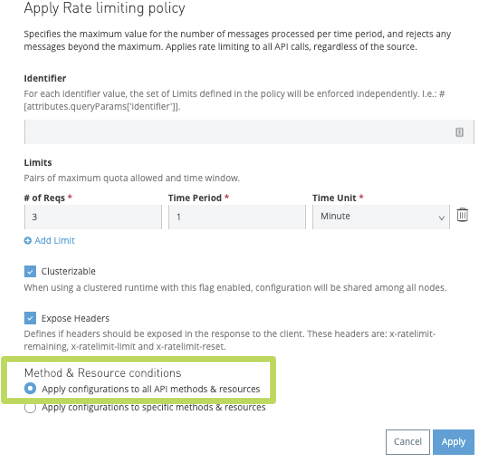 Apply Rate limiting policy
Specifies the maximum value for the number of messages processed per time period, and rejects any
messages beyond the maximum. Applies rate limiting to all API calls, regardless of the source.
Identifier
For each identifier value, the set of Limits defined in the policy will be enforced independently. I.e.: #
[attributes.queryParams['identifier']].
Limits
Pairs of maximum quota allowed and time window.
# of Reqs * Time Period * Time Unit *
3 1 Minute
Add Limit
Clusterizable
When using a clustered runtime with this flag enabled, configuration will be shared among all nodes.
Expose Headers
Defines if headers should be exposed in the response to the client. These headers are: x-ratelimit-
remaining, x-ratelimit-limit and x-ratelimit-reset.
Method & Resource conditions
Apply configurations to all API methods & resources
Apply configurations to specific methods & resources
Cancel Apply